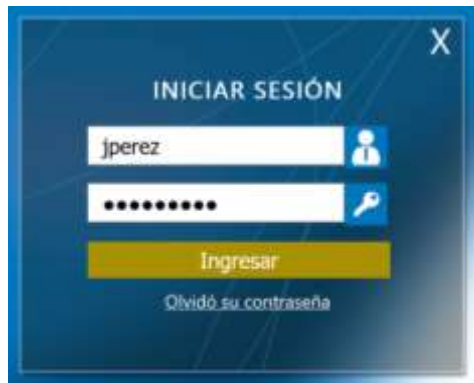 X
INICIAR SESIÓN
jperez
•••••••••
Ingresar
Olvidó su contraseña